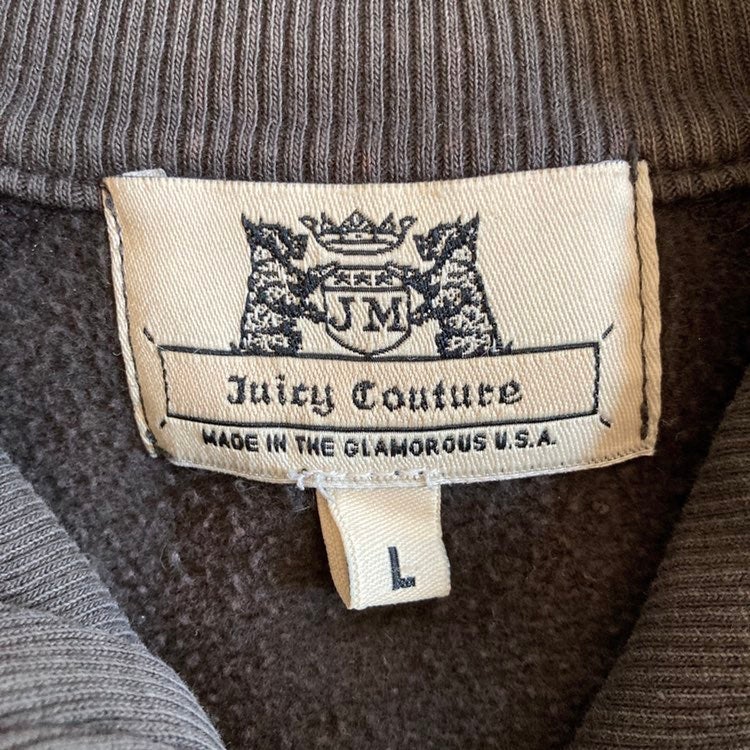 JM
Juicy Couture
MADE IN THE GLAMOROUS U.S.A.
L